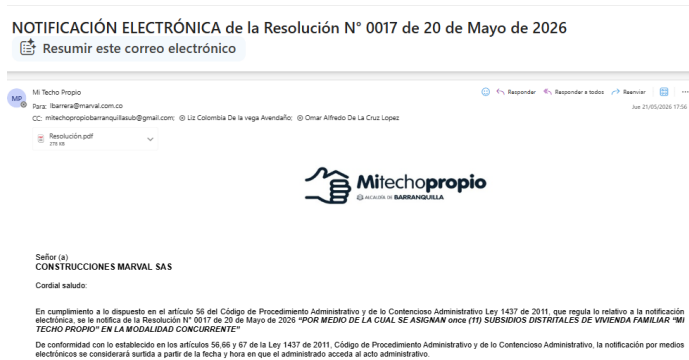 NOTIFICACIÓN ELECTRÓNICA de la Resolución N° 0017 de 20 de Mayo de 2026
Resumir este correo electrónico
MP
Mi Techo Propio
Para: lbarrera@marval.com.co
CC: mitechopropiobarranquillasub@gmail.com; Liz Colombia De la vega Avendaño; Omar Alfredo De La Cruz Lopez
Responder Responder a todos Reenviar
Jue 21/05/2026 17:56
Resolución.pdf
278 KB
Mitechopropio
ALCALDÍA DE BARRANQUILLA
Señor (a)
CONSTRUCCIONES MARVAL SAS
Cordial saludo:
En cumplimiento a lo dispuesto en el artículo 56 del Código de Procedimiento Administrativo y de lo Contencioso Administrativo Ley 1437 de 2011, que regula lo relativo a la notificación
electrónica, se le notifica de la Resolución N° 0017 de 20 de Mayo de 2026 “POR MEDIO DE LA CUAL SE ASIGNAN once (11) SUBSIDIOS DISTRITALES DE VIVIENDA FAMILIAR “MI
TECHO PROPIO” EN LA MODALIDAD CONCURRENTE”
De conformidad con lo establecido en los artículos 56,66 y 67 de la Ley 1437 de 2011, Código de Procedimiento Administrativo y de lo Contencioso Administrativo, la notificación por medios
electrónicos se considerará surtida a partir de la fecha y hora en que el administrado acceda al acto administrativo.